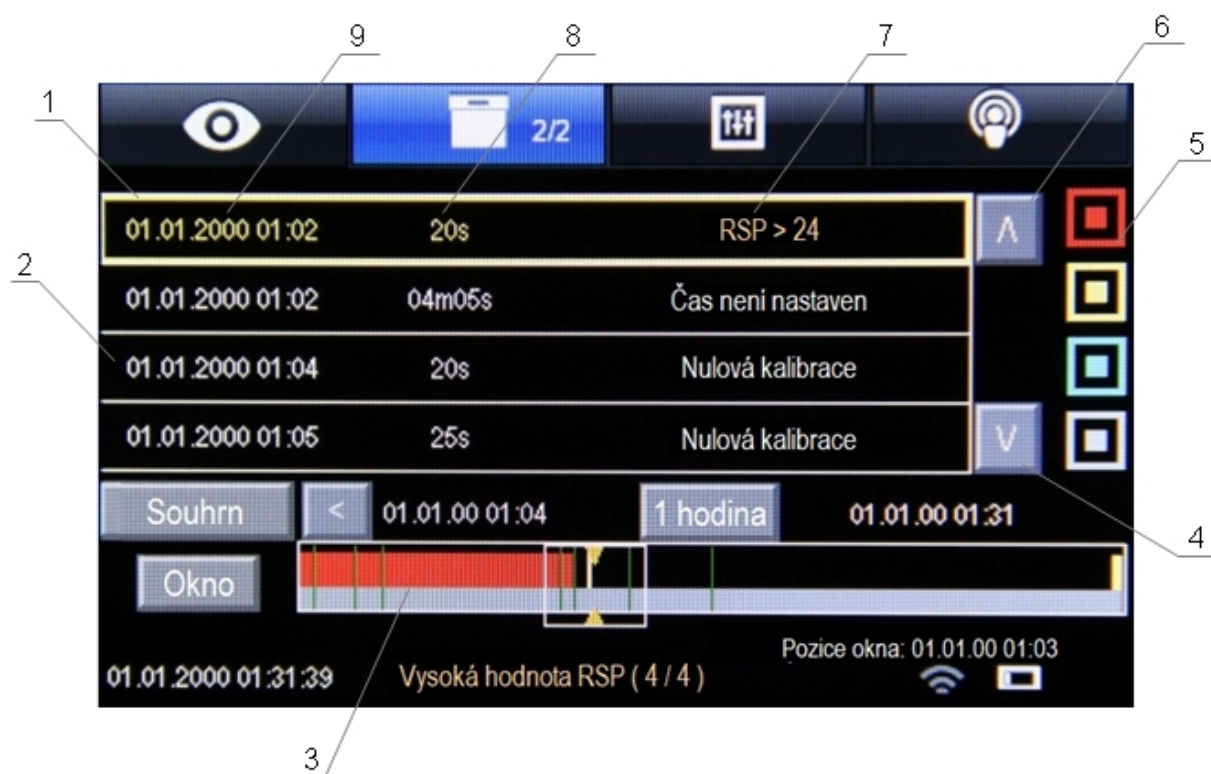 9
8
7
6
1
2/2
5
01.01.2000 01:02 20s RSP > 24
2
01.01.2000 01:02 04m05s Čas není nastaven
01.01.2000 01:04 20s Nulová kalibrace
01.01.2000 01:05 25s Nulová kalibrace
Souhrn < 01.01.00 01:04 1 hodina 01.01.00 01:31
4
Okno
Pozice okna: 01.01.00 01:03
01.01.2000 01:31:39 Vysoká hodnota RSP ( 4 / 4 )
3